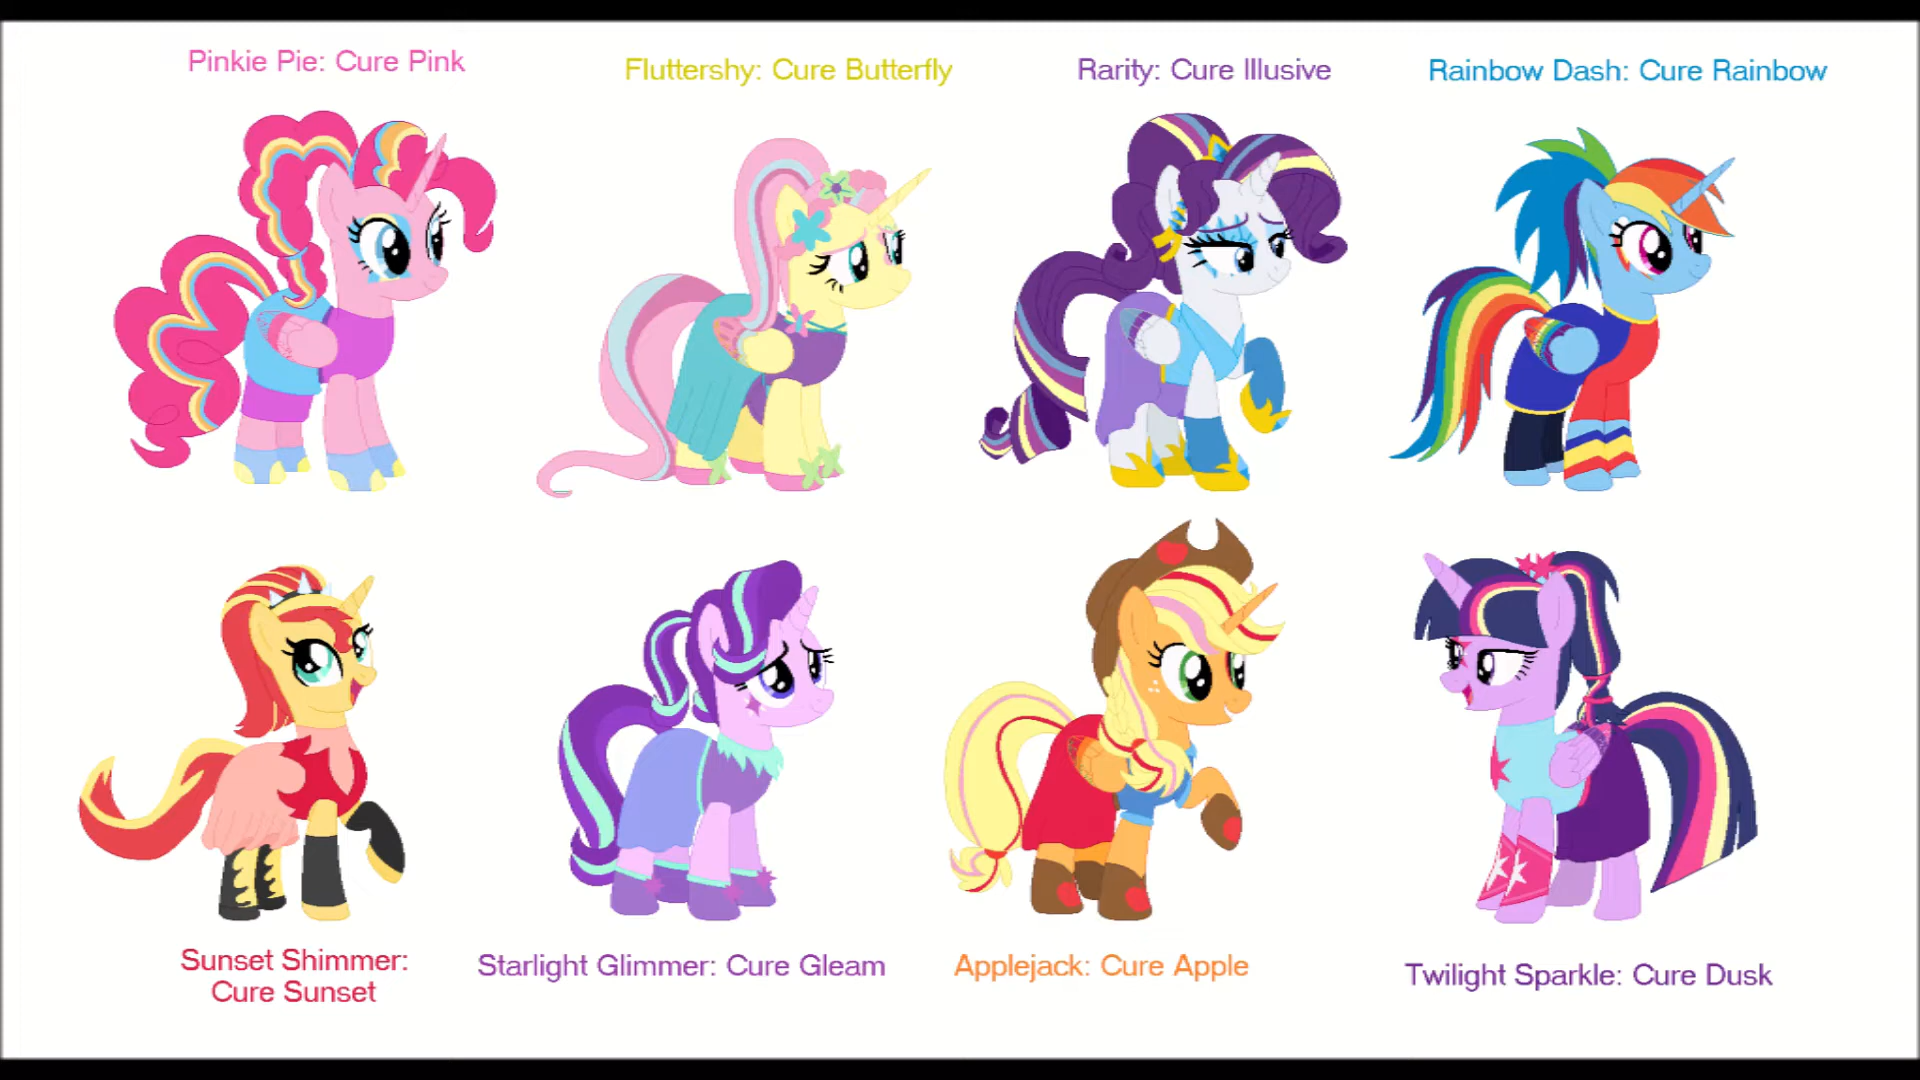 Pinkie Pie: Cure Pink
Fluttershy: Cure Butterfly
Rarity: Cure Illusive
Rainbow Dash: Cure Rainbow
Sunset Shimmer:
Cure Sunset
Starlight Glimmer: Cure Gleam
Applejack: Cure Apple
Twilight Sparkle: Cure Dusk